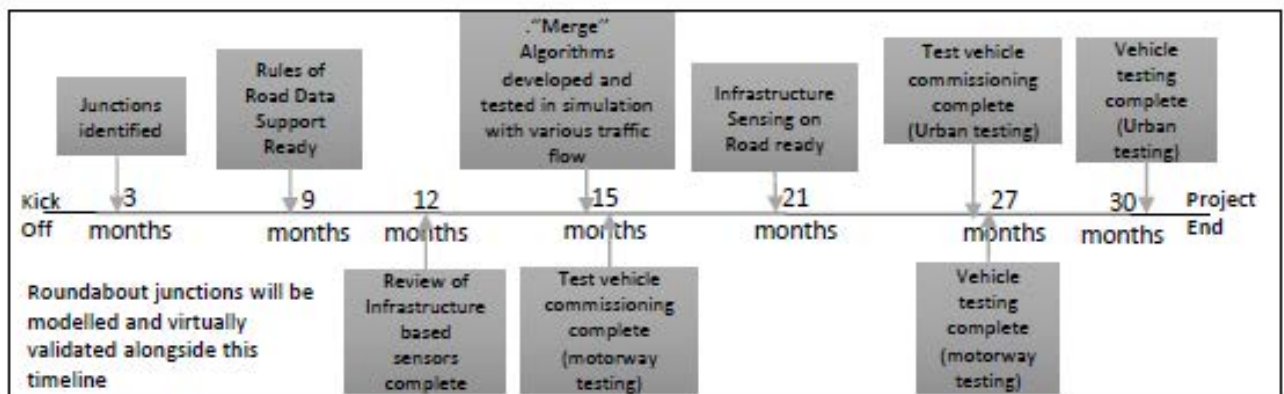 Junctions
identified
Rules of
Road Data
Support
Ready
."Merge"
Algorithms
developed and
tested in simulation
with various traffic
flow
Infrastructure
Sensing on
Road ready
Test vehicle
commissioning
complete
(Urban testing)
Vehicle
testing
complete
(Urban
testing)
Kick
Off
3
months
9
months
12
months
15
months
21
months
27
months
30
months
Project
End
Roundabout junctions will be
modelled and virtually
validated alongside this
timeline
Review of
Infrastructure
based
sensors
complete
Test vehicle
commissioning
complete
(motorway
testing)
Vehicle
testing
complete
(motorway
testing)